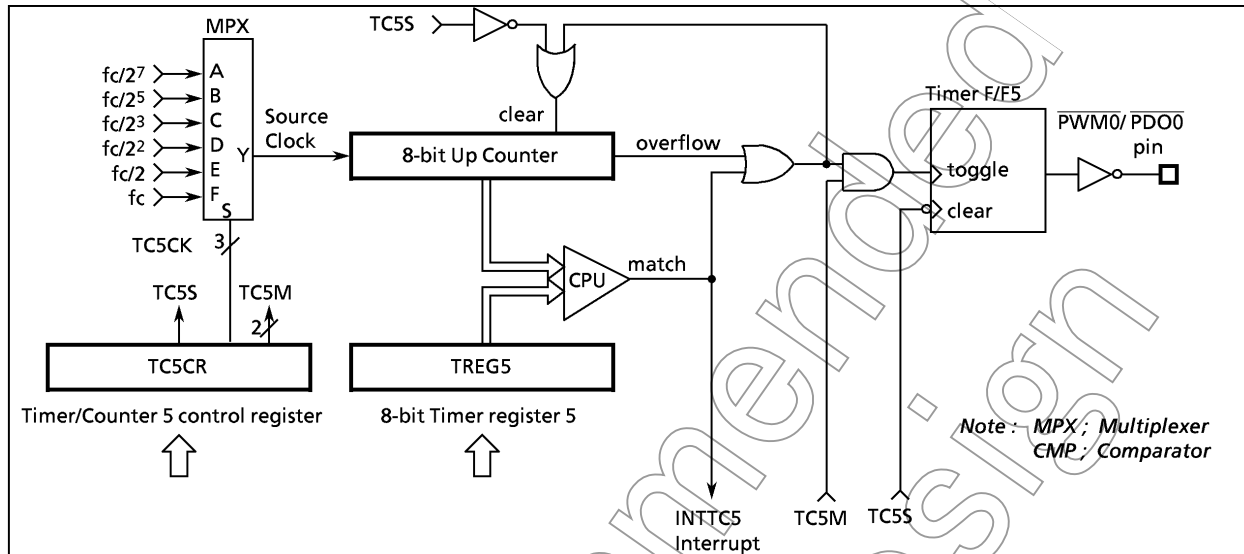 MPX
TC5S
fc/2⁷
A
fc/2⁵
B
fc/2³
C
fc/2²
D
fc/2
E
fc
F
Y
S
Source
Clock
clear
8-bit Up Counter
overflow
Timer F/F5
toggle
clear
PWM0/ PDO0
pin
TC5CK
3
TC5S
TC5M
2
TC5CR
Timer/Counter 5 control register
CPU
match
TREG5
8-bit Timer register 5
INTTC5
Interrupt
TC5M
TC5S
Note : MPX ; Multiplexer
CMP ; Comparator
mended
sign